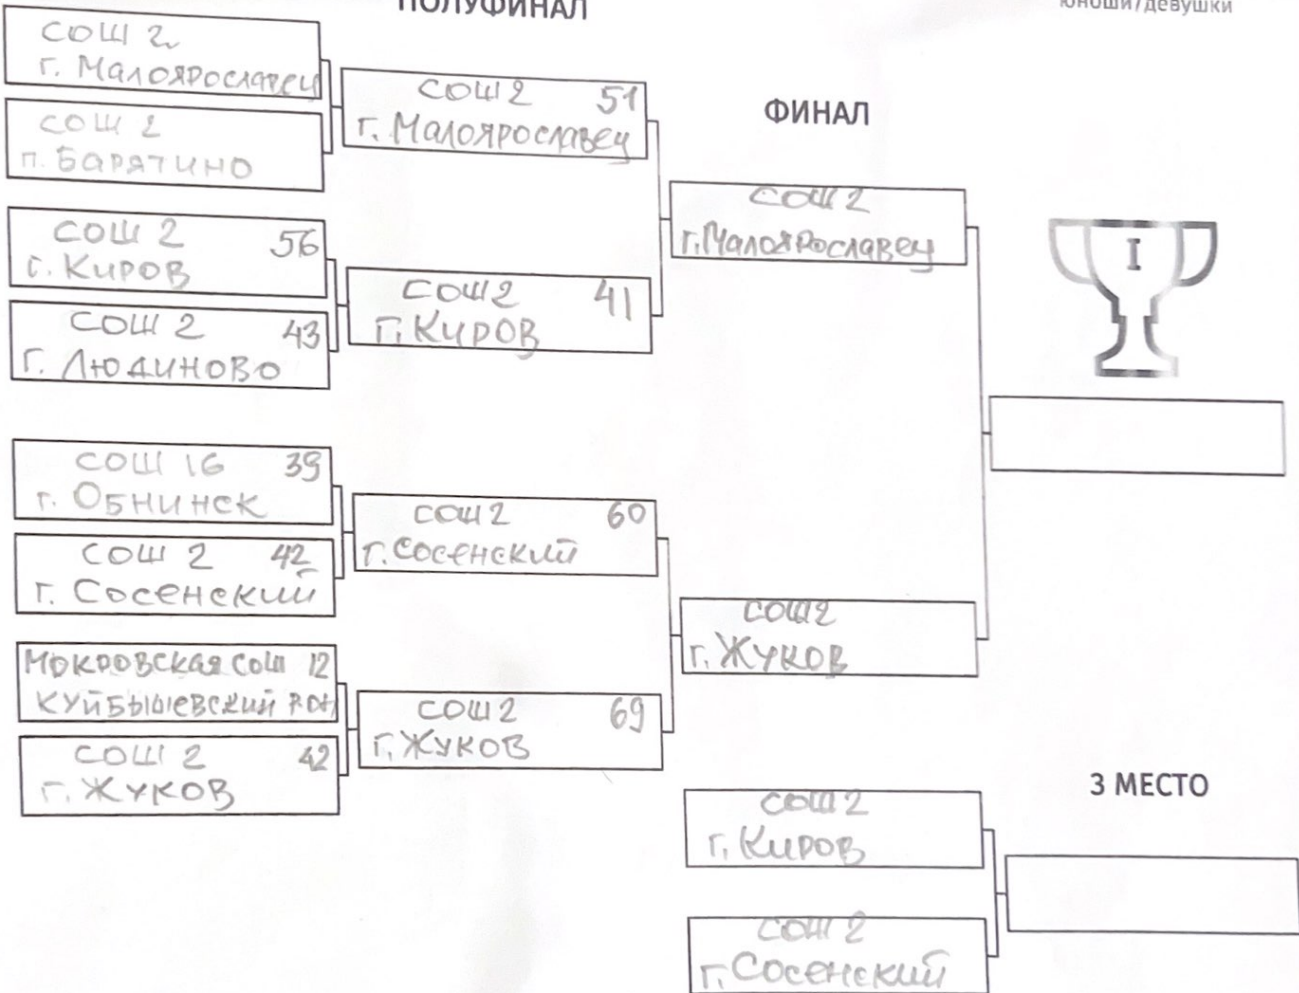 ПОЛУФИНАЛ
юноши/девушки
СОШ 2
г. Малоярославец
СОШ 2
п. Барятино
СОШ 2 56
г. Киров
СОШ 2 43
г. Людиново
СОШ 16 39
г. Обнинск
СОШ 2 42
г. Сосенский
Мокровская СОШ 12
Куйбышевский
СОШ 2 42
г. Жуков
СОШ 2 51
г. Малоярославец
СОШ 2 41
г. Киров
СОШ 2 60
г. Сосенский
СОШ 2 69
г. Жуков
ФИНАЛ
СОШ 2
г. Малоярославец
СОШ 2
г. Жуков
I
3 МЕСТО
СОШ 2
г. Киров
СОШ 2
г. Сосенский